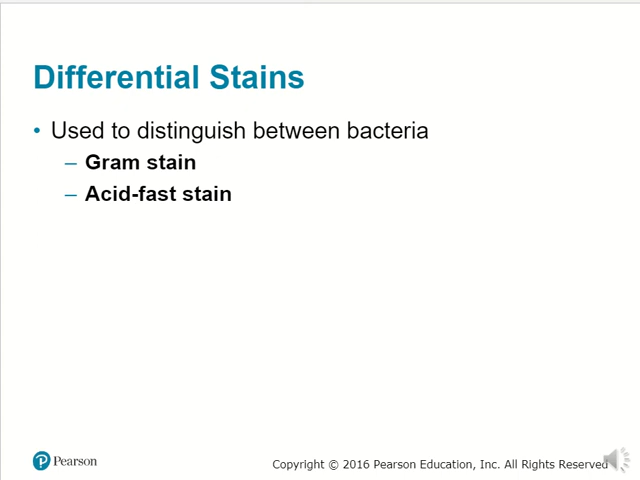 Differential Stains
• Used to distinguish between bacteria
– Gram stain
– Acid-fast stain
Pearson
Copyright © 2016 Pearson Education, Inc. All Rights Reserved